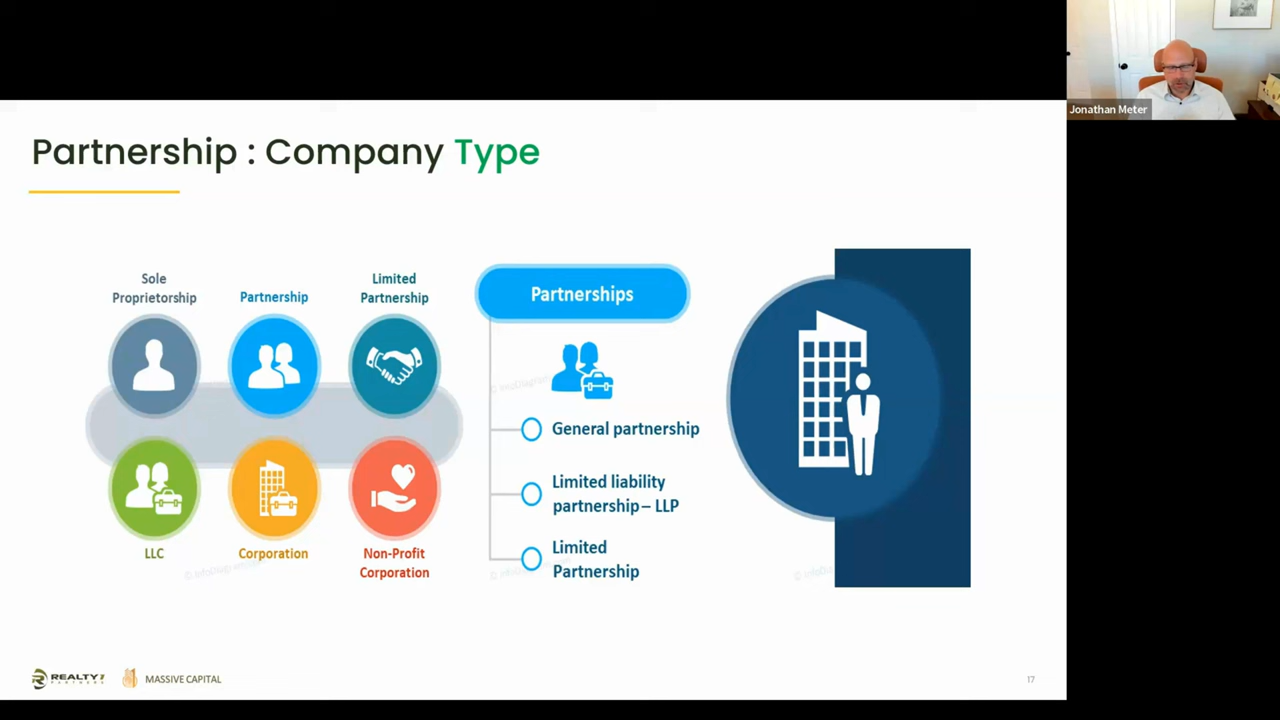 Jonathan Meter
Partnership : Company Type
Sole
Proprietorship
Partnership
Limited
Partnership
LLC
Corporation
Non-Profit
Corporation
Partnerships
General partnership
Limited liability
partnership – LLP
Limited
Partnership
REALTY
MASSIVE CAPITAL
17